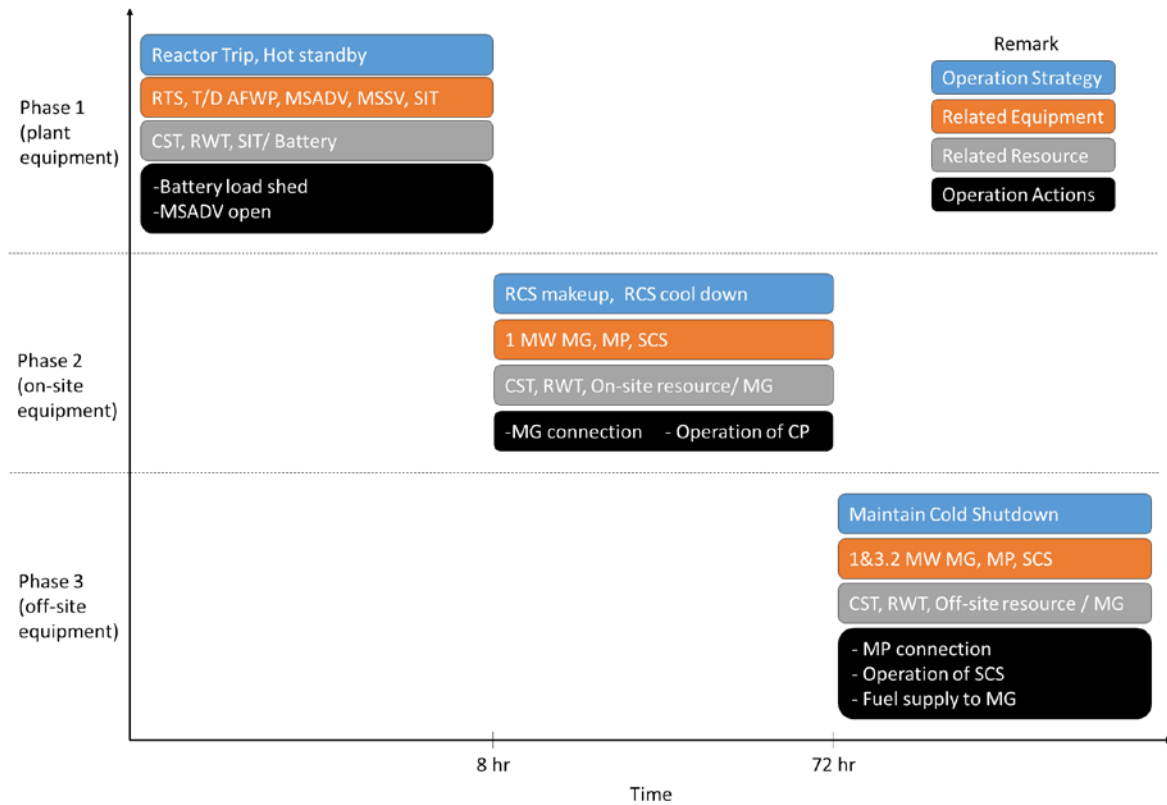 Phase 1
(plant
equipment)
Reactor Trip, Hot standby
RTS, T/D AFWP, MSADV, MSSV, SIT
CST, RWT, SIT/ Battery
-Battery load shed
-MSADV open
Remark
Operation Strategy
Related Equipment
Related Resource
Operation Actions
Phase 2
(on-site
equipment)
RCS makeup, RCS cool down
1 MW MG, MP, SCS
CST, RWT, On-site resource/ MG
-MG connection - Operation of CP
Phase 3
(off-site
equipment)
Maintain Cold Shutdown
1&3.2 MW MG, MP, SCS
CST, RWT, Off-site resource / MG
- MP connection
- Operation of SCS
- Fuel supply to MG
8 hr
72 hr
Time